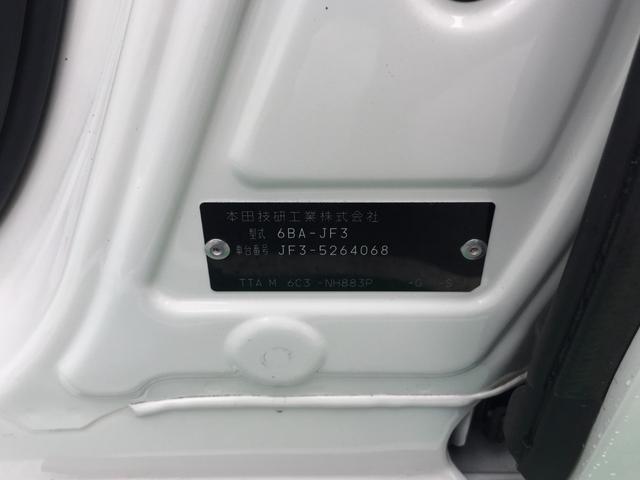 本田技研工業株式会社
型式 6BA-JF3
車台番号 JF3-5264068
TTA M 6C3 -NH883P -G -S